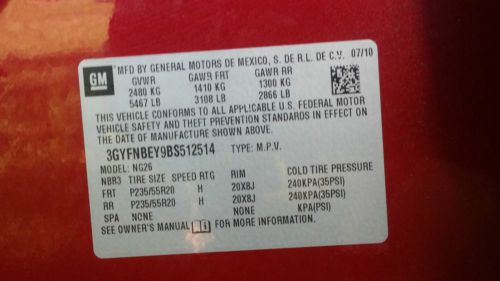 GM
MFD BY GENERAL MOTORS DE MEXICO, S. DE R.L. DE C.V. 07/10
GVWR GAWR FRT GAWR RR
2480 KG 1410 KG 1300 KG
5467 LB 3108 LB 2866 LB
THIS VEHICLE CONFORMS TO ALL APPLICABLE U.S. FEDERAL MOTOR
VEHICLE SAFETY AND THEFT PREVENTION STANDARDS IN EFFECT ON
THE DATE OF MANUFACTURE SHOWN ABOVE.
3GYFNBEY9BS512514 TYPE: M.P.V.
MODEL: NG26
NBR3 TIRE SIZE SPEED RTG RIM COLD TIRE PRESSURE
FRT P235/55R20 H 20X8J 240KPA(35PSI)
RR P235/55R20 H 20X8J 240KPA(35PSI)
SPA NONE NONE KPA(PSI)
SEE OWNER'S MANUAL FOR MORE INFORMATION.